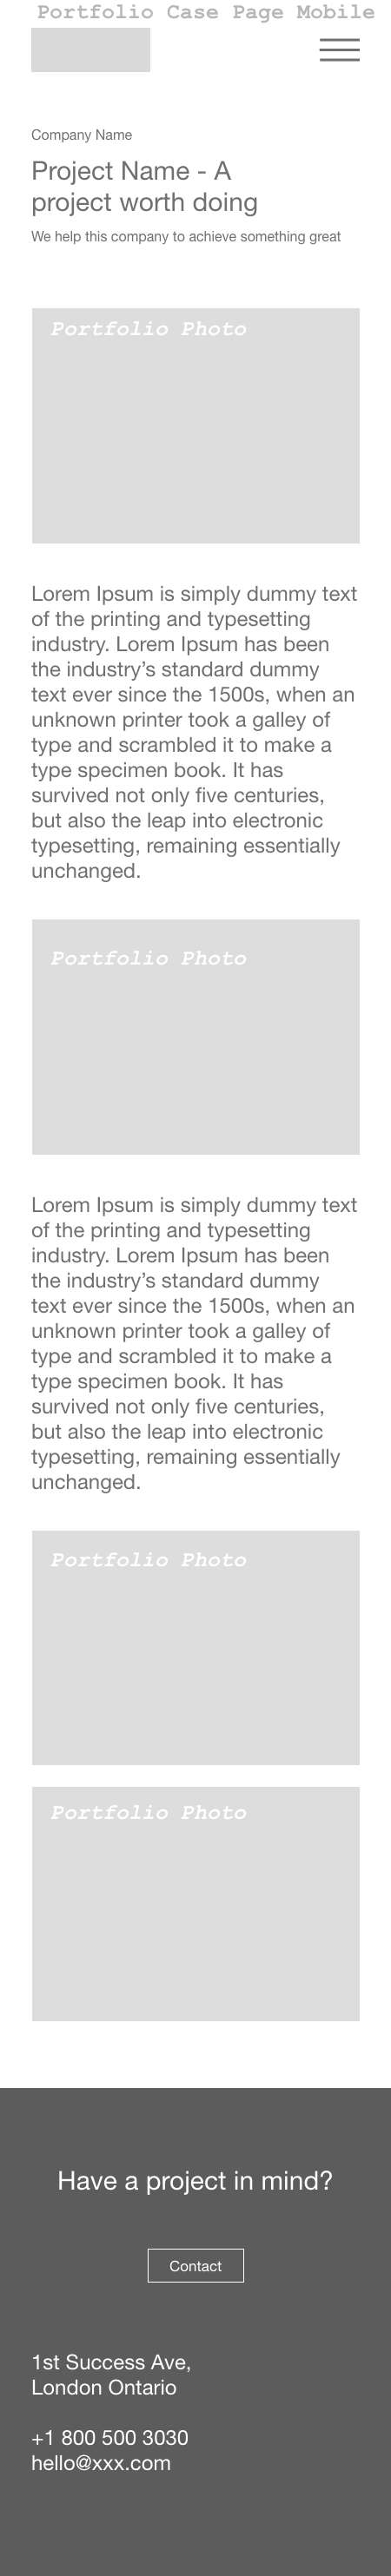 Portfolio Case Page Mobile
Company Name
Project Name - A
project worth doing
We help this company to achieve something great
Portfolio Photo
Lorem Ipsum is simply dummy text
of the printing and typesetting
industry. Lorem Ipsum has been
the industry’s standard dummy
text ever since the 1500s, when an
unknown printer took a galley of
type and scrambled it to make a
type specimen book. It has
survived not only five centuries,
but also the leap into electronic
typesetting, remaining essentially
unchanged.
Portfolio Photo
Lorem Ipsum is simply dummy text
of the printing and typesetting
industry. Lorem Ipsum has been
the industry’s standard dummy
text ever since the 1500s, when an
unknown printer took a galley of
type and scrambled it to make a
type specimen book. It has
survived not only five centuries,
but also the leap into electronic
typesetting, remaining essentially
unchanged.
Portfolio Photo
Portfolio Photo
Have a project in mind?
Contact
1st Success Ave,
London Ontario
+1 800 500 3030
hello@xxx.com